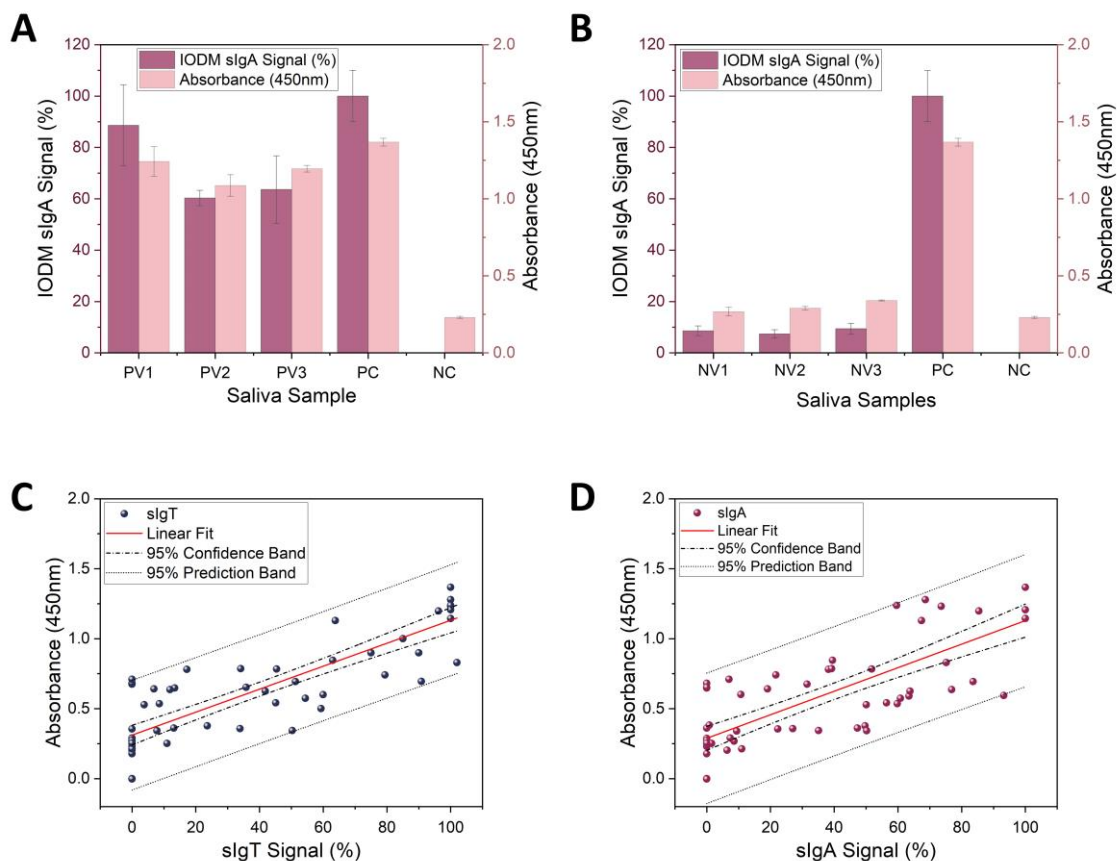 A
IODM sIgA Signal (%)
Absorbance (450nm)
120
100
80
60
40
20
0
IODM sIgA Signal (%)
2.0
1.5
1.0
0.5
0.0
Absorbance (450nm)
PV1 PV2 PV3 PC NC
Saliva Sample
B
IODM sIgA Signal (%)
Absorbance (450nm)
120
100
80
60
40
20
0
IODM sIgA Signal (%)
2.0
1.5
1.0
0.5
0.0
Absorbance (450nm)
NV1 NV2 NV3 PC NC
Saliva Samples
C
sIgT
Linear Fit
95% Confidence Band
95% Prediction Band
2.0
1.5
1.0
0.5
0.0
Absorbance (450nm)
0 20 40 60 80 100
sIgT Signal (%)
D
sIgA
Linear Fit
95% Confidence Band
95% Prediction Band
2.0
1.5
1.0
0.5
0.0
Absorbance (450nm)
0 20 40 60 80 100
sIgA Signal (%)